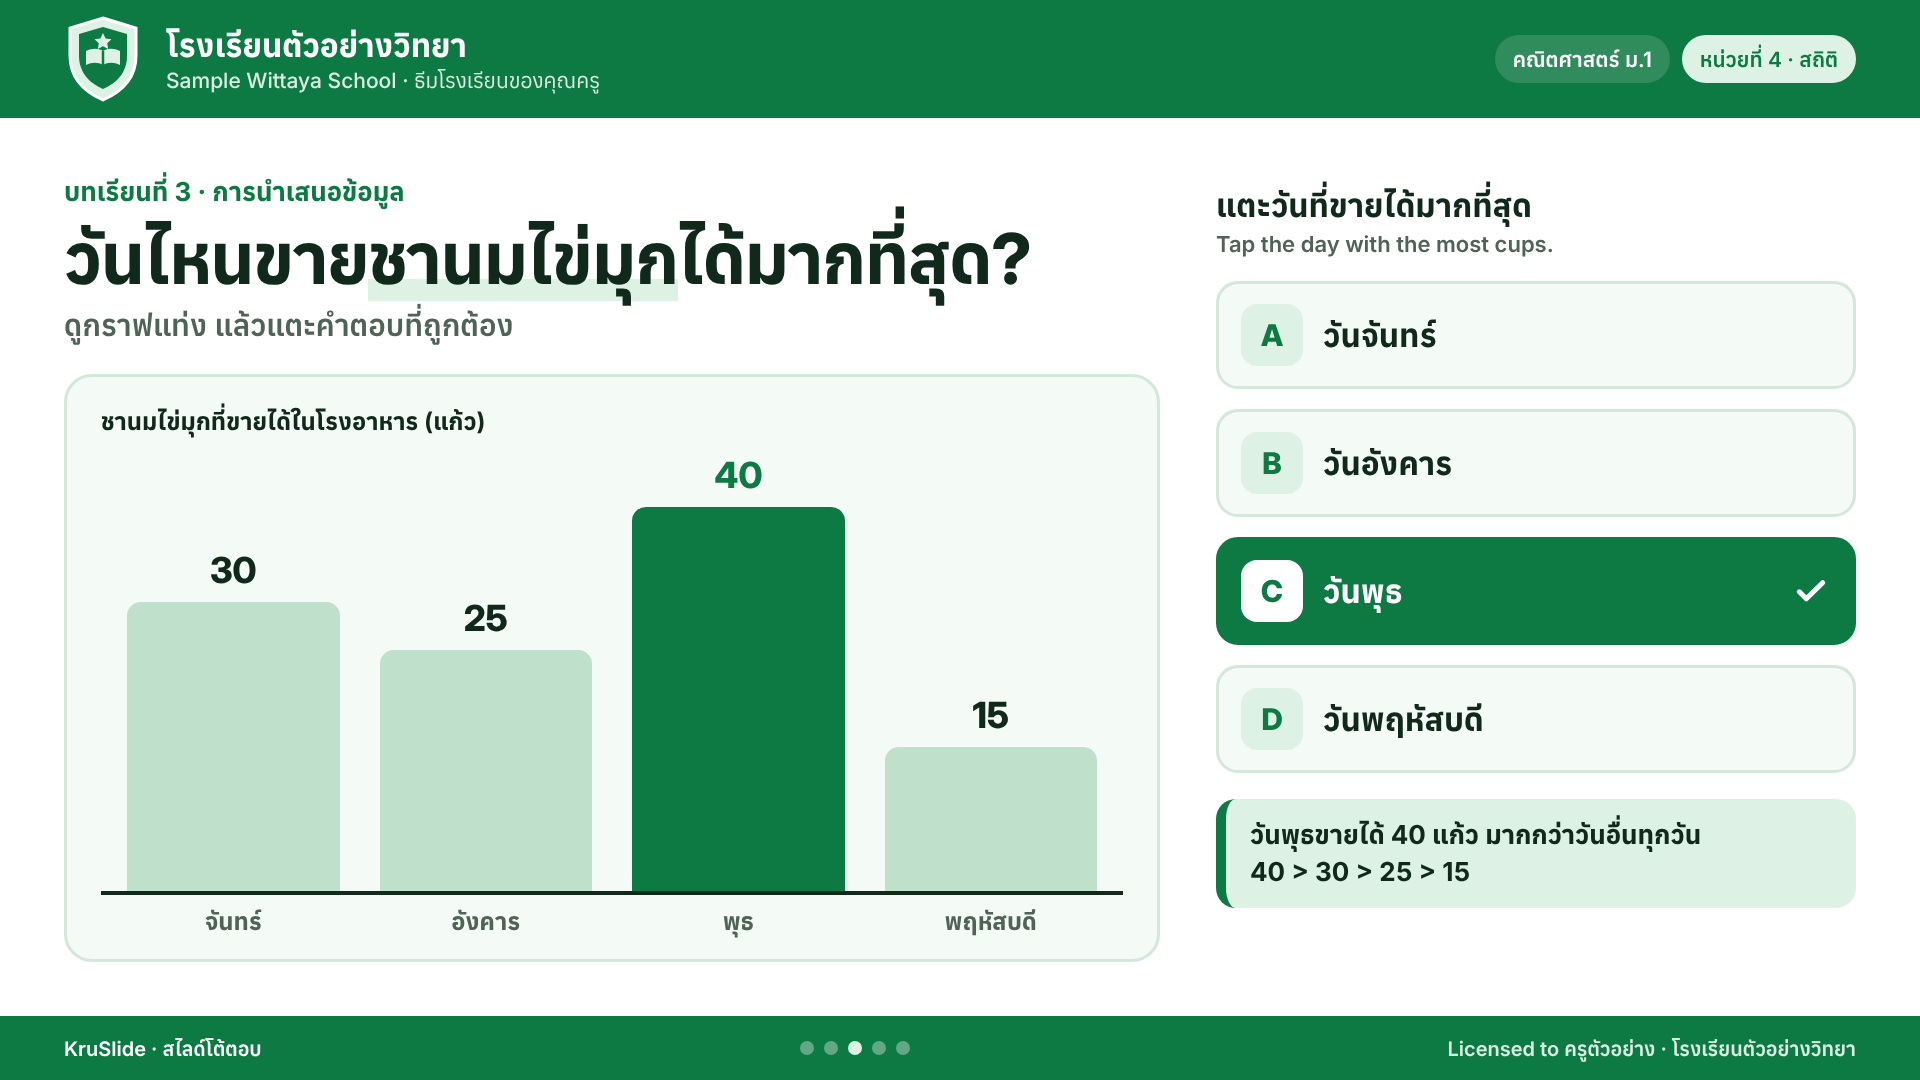 โรงเรียนตัวอย่างวิทยา
Sample Wittaya School · ธีมโรงเรียนของคุณครู
คณิตศาสตร์ ม.1
หน่วยที่ 4 · สถิติ
บทเรียนที่ 3 · การนำเสนอข้อมูล
วันไหนขายชานมไข่มุกได้มากที่สุด?
ดูกราฟแท่ง แล้วแตะคำตอบที่ถูกต้อง
ชานมไข่มุกที่ขายได้ในโรงอาหาร (แก้ว)
30
25
40
15
จันทร์
อังคาร
พุธ
พฤหัสบดี
แตะวันที่ขายได้มากที่สุด
Tap the day with the most cups.
A วันจันทร์
B วันอังคาร
C วันพุธ
D วันพฤหัสบดี
วันพุธขายได้ 40 แก้ว มากกว่าวันอื่นทุกวัน
40 > 30 > 25 > 15
KruSlide · สไลด์โต้ตอบ
Licensed to ครูตัวอย่าง · โรงเรียนตัวอย่างวิทยา